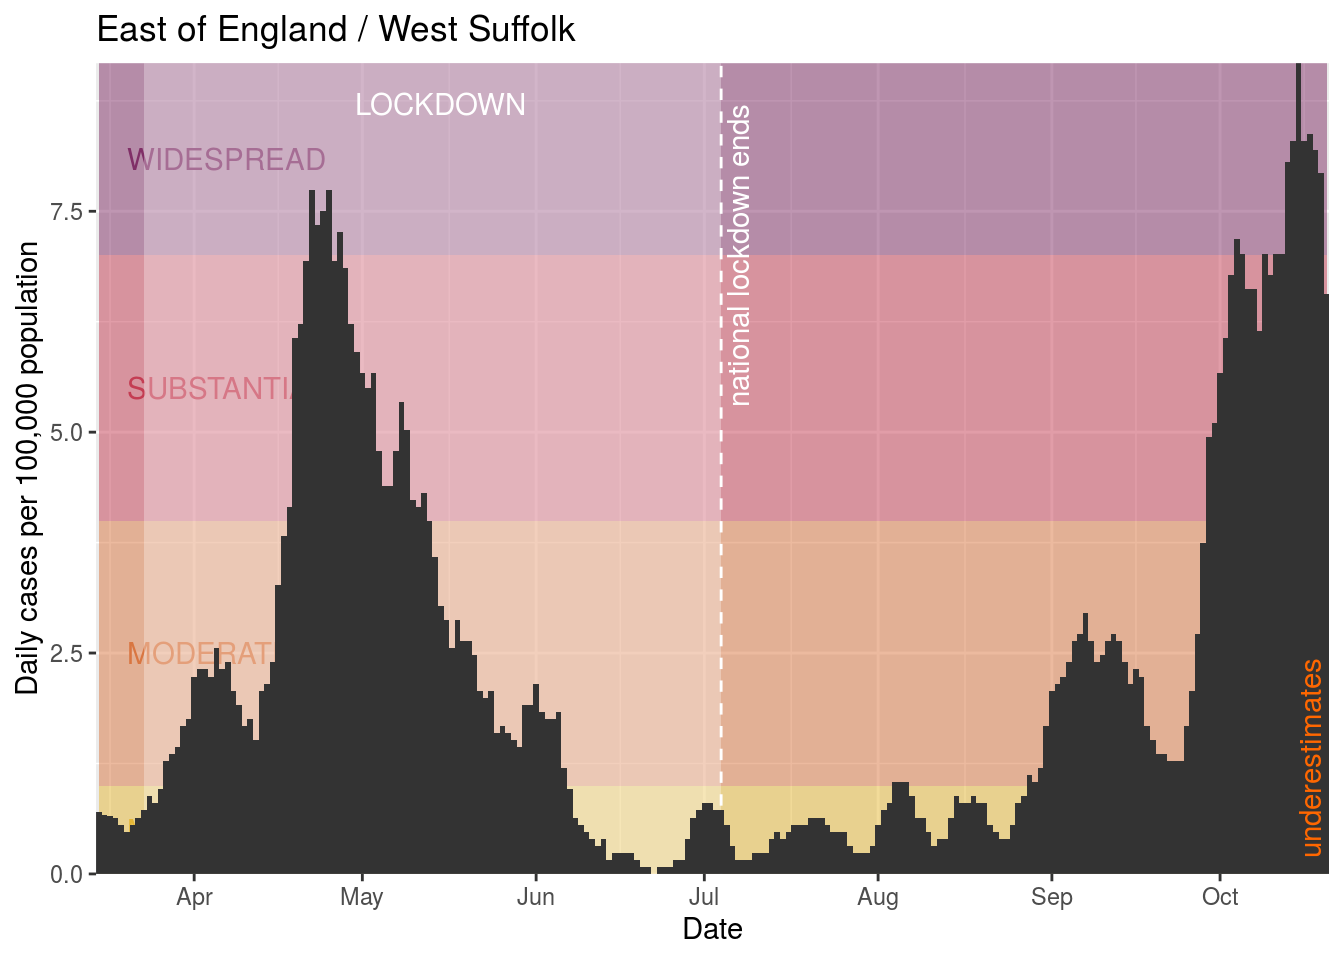 East of England / West Suffolk
LOCKDOWN
WIDESPREAD
national lockdown ends
SUBSTANTIA
MODERAT
underestimates
7.5
5.0
2.5
0.0
Daily cases per 100,000 population
Apr May Jun Jul Aug Sep Oct
Date